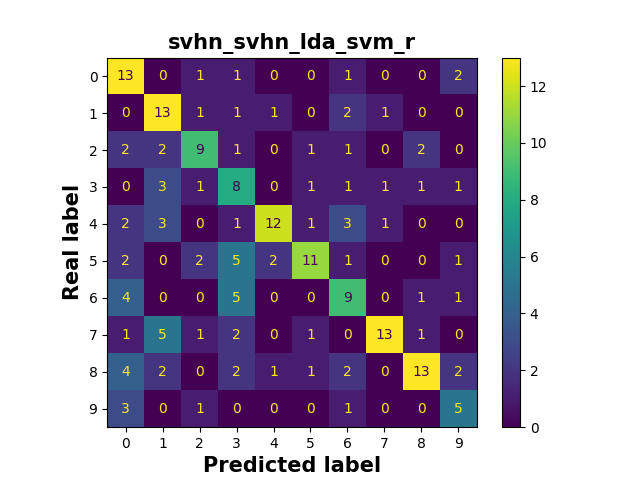 svhn_svhn_lda_svm_r
0 13 0 1 1 0 0 1 0 0 2
1 0 13 1 1 1 0 2 1 0 0
2 2 2 9 1 0 1 1 0 2 0
3 0 3 1 8 0 1 1 1 1 1
4 2 3 0 1 12 1 3 1 0 0
5 2 0 2 5 2 11 1 0 0 1
6 4 0 0 5 0 0 9 0 1 1
7 1 5 1 2 0 1 0 13 1 0
8 4 2 0 2 1 1 2 0 13 2
9 3 0 1 0 0 0 1 0 0 5
0 1 2 3 4 5 6 7 8 9
Predicted label
Real label
12
10
8
6
4
2
0